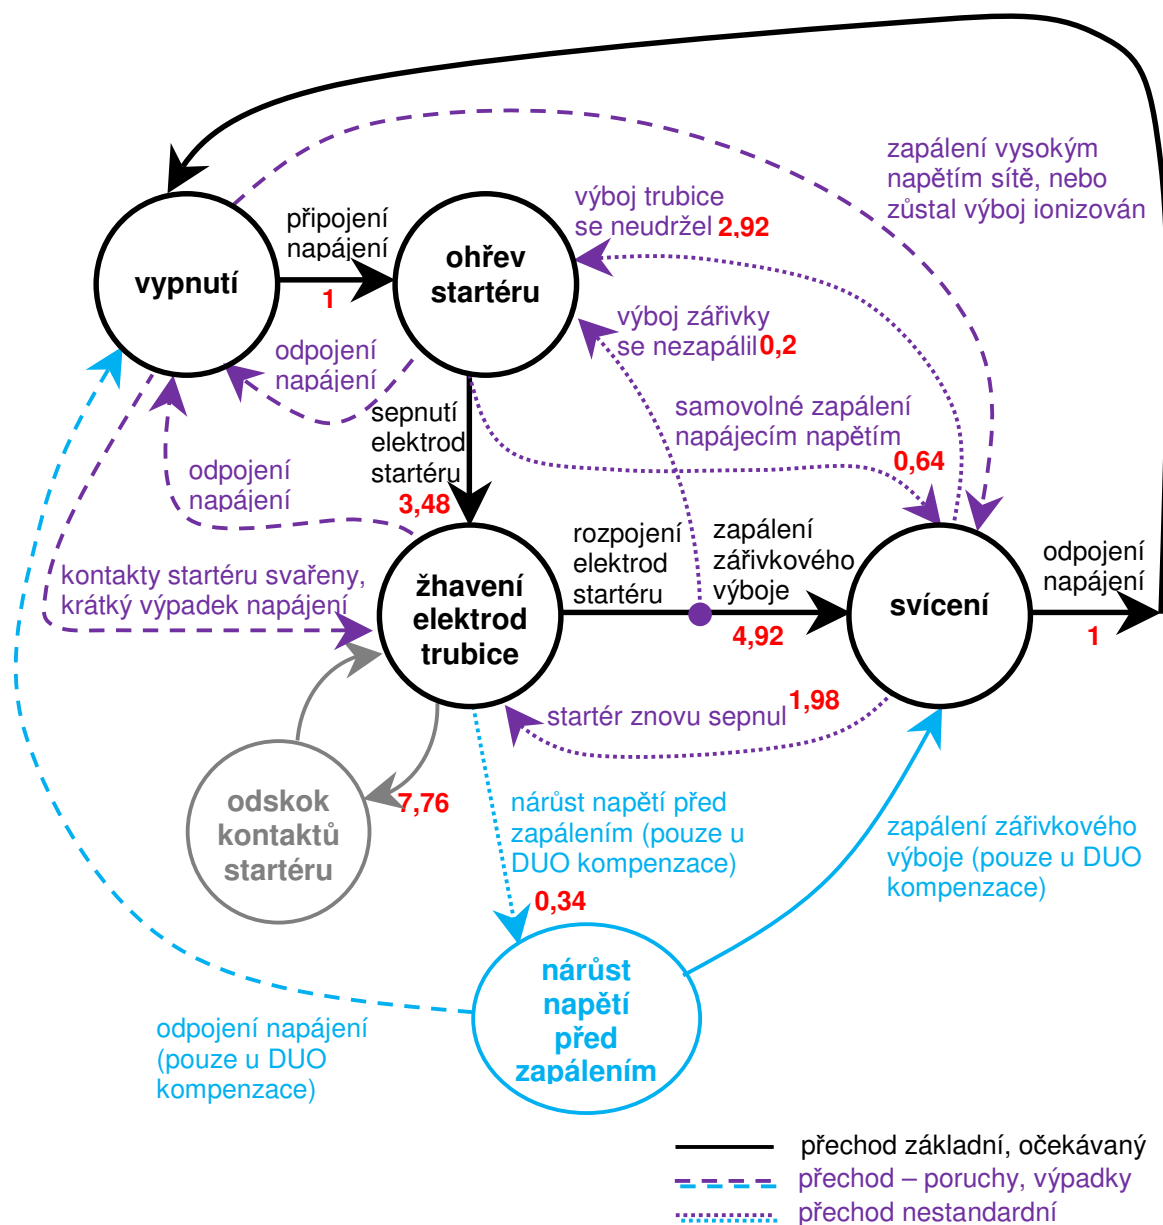 zapálení vysokým
napětím sítě, nebo
zůstal výboj ionizován
výboj trubice
se neudržel 2,92
připojení
napájení
1
vypnutí
ohřev
startéru
výboj zářivky
se nezapálil 0,2
odpojení
napájení
samovolné zapálení
napájecím napětím
0,64
sepnutí
elektrod
startéru
3,48
odpojení
napájení
kontakty startéru svařeny,
krátký výpadek napájení
žhavení
elektrod
trubice
rozpojení
elektrod
startéru
zapálení
zářivkového
výboje
4,92
svícení
odpojení
napájení
1
startér znovu sepnul 1,98
odskok
kontaktů
startéru
7,76
nárůst napětí před
zapálením (pouze u
DUO kompenzace)
0,34
zapálení zářivkového
výboje (pouze u DUO
kompenzace)
nárůst
napětí
před
zapálením
odpojení napájení
(pouze u DUO
kompenzace)
přechod základní, očekávaný
přechod – poruchy, výpadky
přechod nestandardní